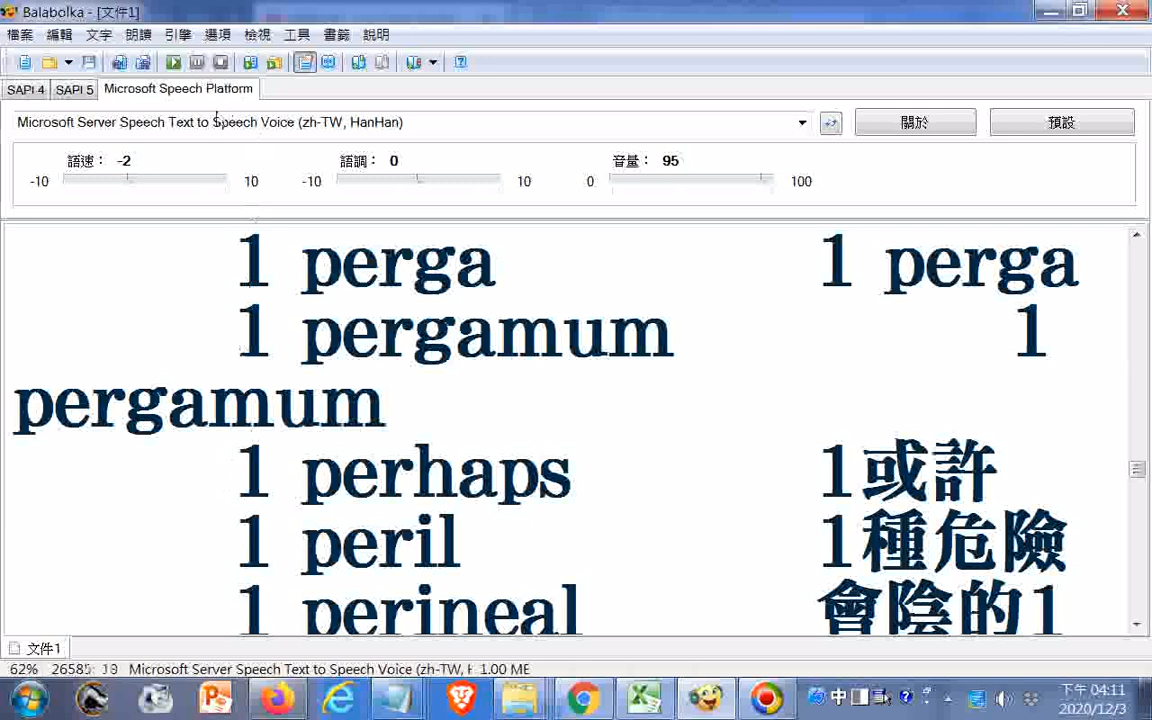 Balabolka - [文件1]
檔案 編輯 文字 朗讀 引擎 選項 檢視 工具 書籤 說明
SAPI 4 SAPI 5 Microsoft Speech Platform
Microsoft Server Speech Text to Speech Voice (zh-TW, HanHan) 關於 預設
語速： -2 語調： 0 音量： 95
-10 10 -10 10 0 100
1 perga 1 perga
1 pergamum 1
pergamum
1 perhaps 1或許
1 peril 1種危險
1 perineal 會陰的1
文件1
62% Microsoft Server Speech Text to Speech Voice (zh-TW, 1.00 ME
中 下午 04:11
2020/12/3